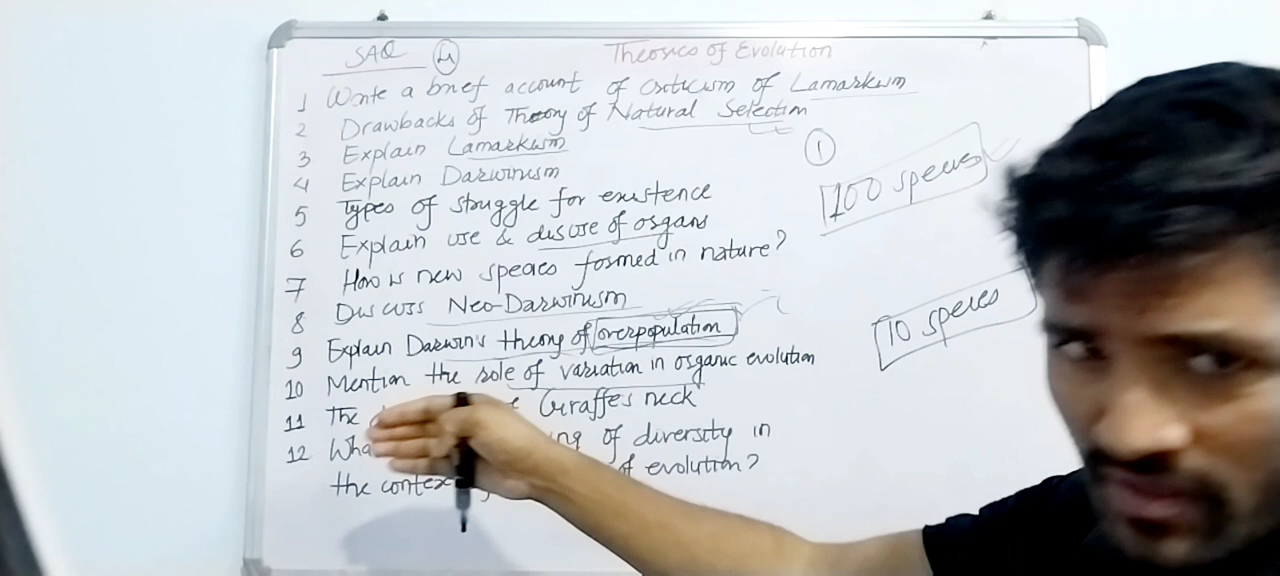 SAQ 4 Theories of Evolution
1 Write a brief account of criticism of Lamarkism
2 Drawbacks of Theory of Natural Selection
3 Explain Lamarkism
4 Explain Darwinism
5 Types of struggle for existence
6 Explain use & disuse of organs
7 How is new species formed in nature?
8 Discuss Neo-Darwinism
9 Explain Darwin's theory of overpopulation
10 Mention the role of variation in organic evolution
11 The Giraffes neck
12 of diversity in
the of evolution?
1
100 species
10 species